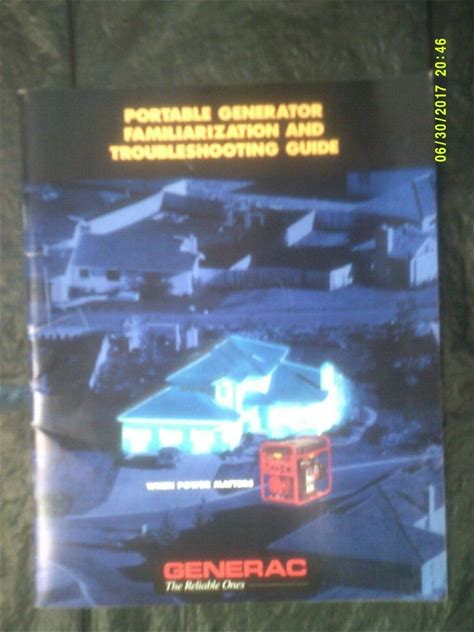 PORTABLE GENERATOR
FAMILIARIZATION AND
TROUBLESHOOTING GUIDE
WHEN POWER MATTERS
GENERAC
The Reliable Ones
06/30/2017 20:46